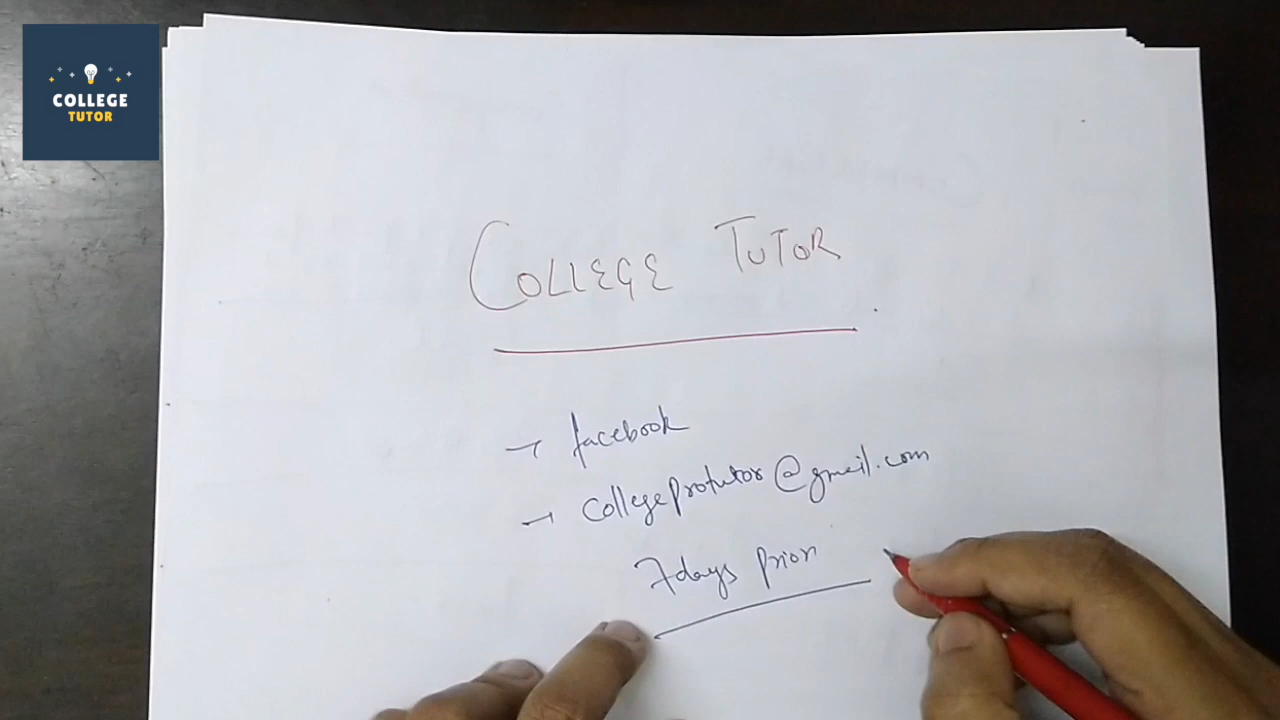 COLLEGE
TUTOR
COLLEGE TUTOR
→ facebook
→ collegeprotutor@gmail.com
7days prior